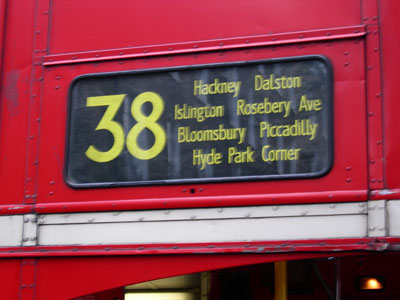 38
Hackney Dalston
Islington Rosebery Ave
Bloomsbury Piccadilly
Hyde Park Corner